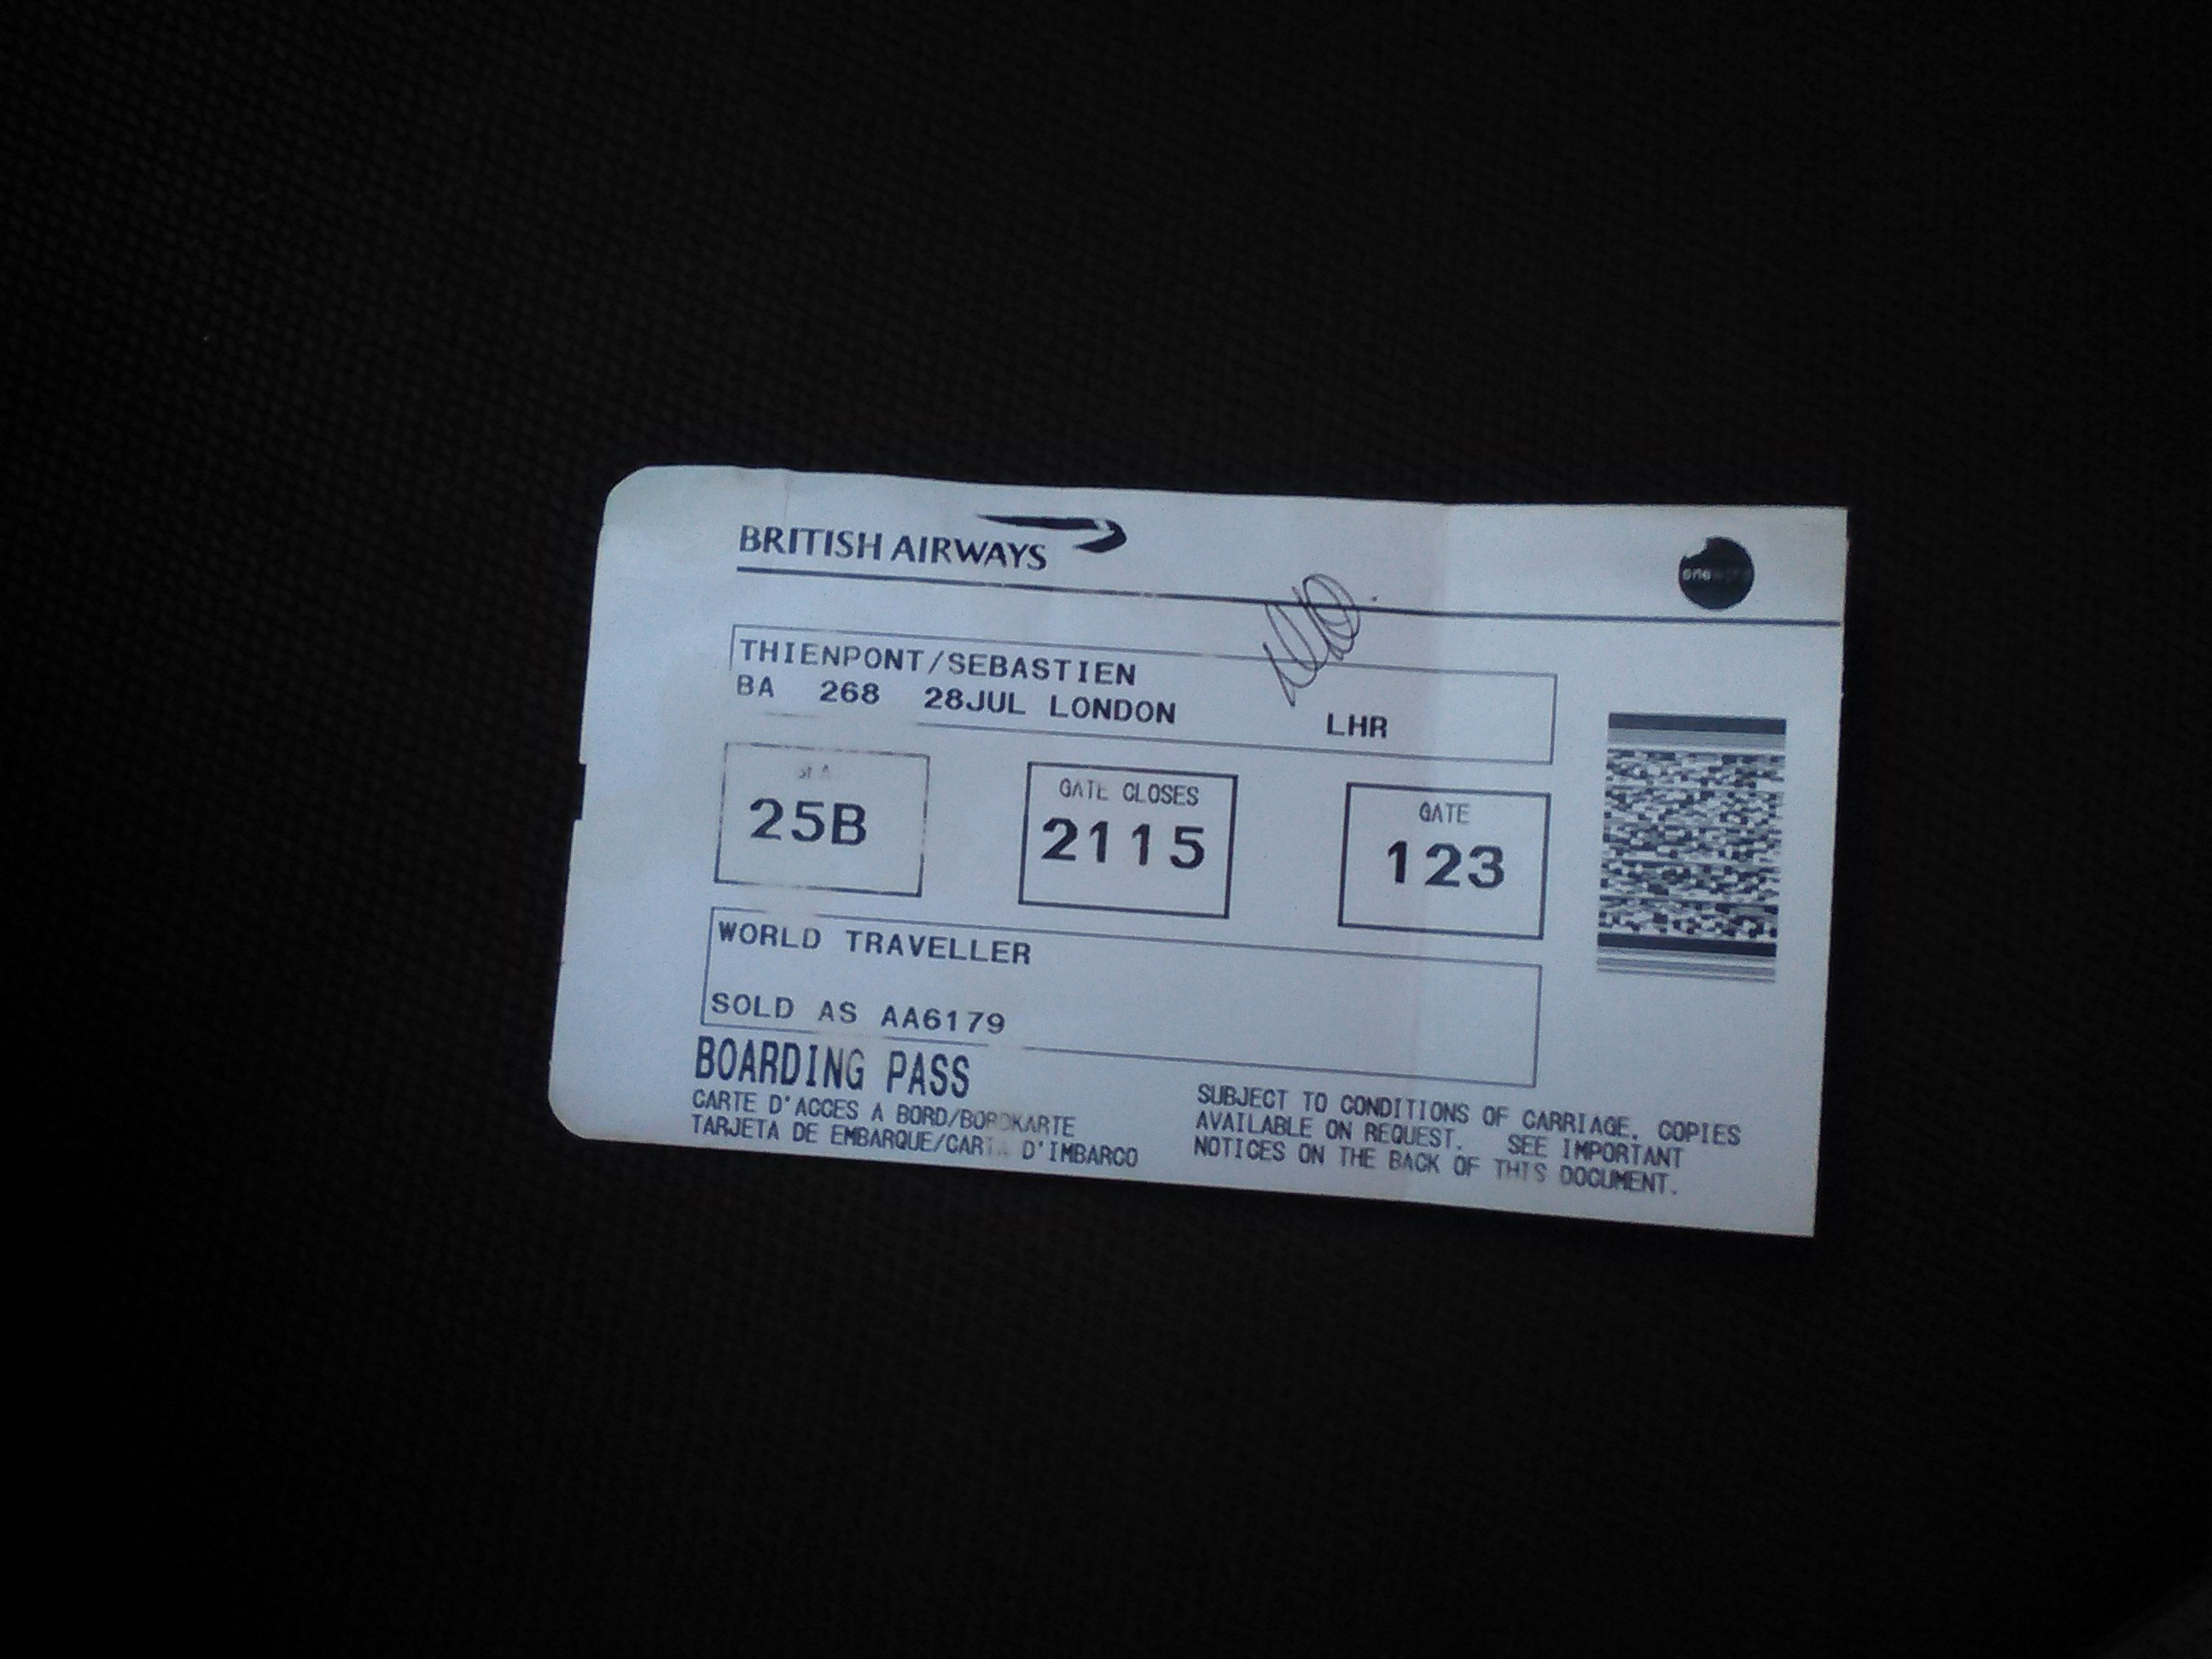 BRITISH AIRWAYS
one
THIENPONT/SEBASTIEN
BA 268 28JUL LONDON LHR
GATE CLOSES GATE
25B 2115 123
WORLD TRAVELLER
SOLD AS AA6179
BOARDING PASS
CARTE D'ACCES A BORD/BORDKARTE
TARJETA DE EMBARQUE/CARTA D'IMBARCO
SUBJECT TO CONDITIONS OF CARRIAGE. COPIES
AVAILABLE ON REQUEST. SEE IMPORTANT
NOTICES ON THE BACK OF THIS DOCUMENT.